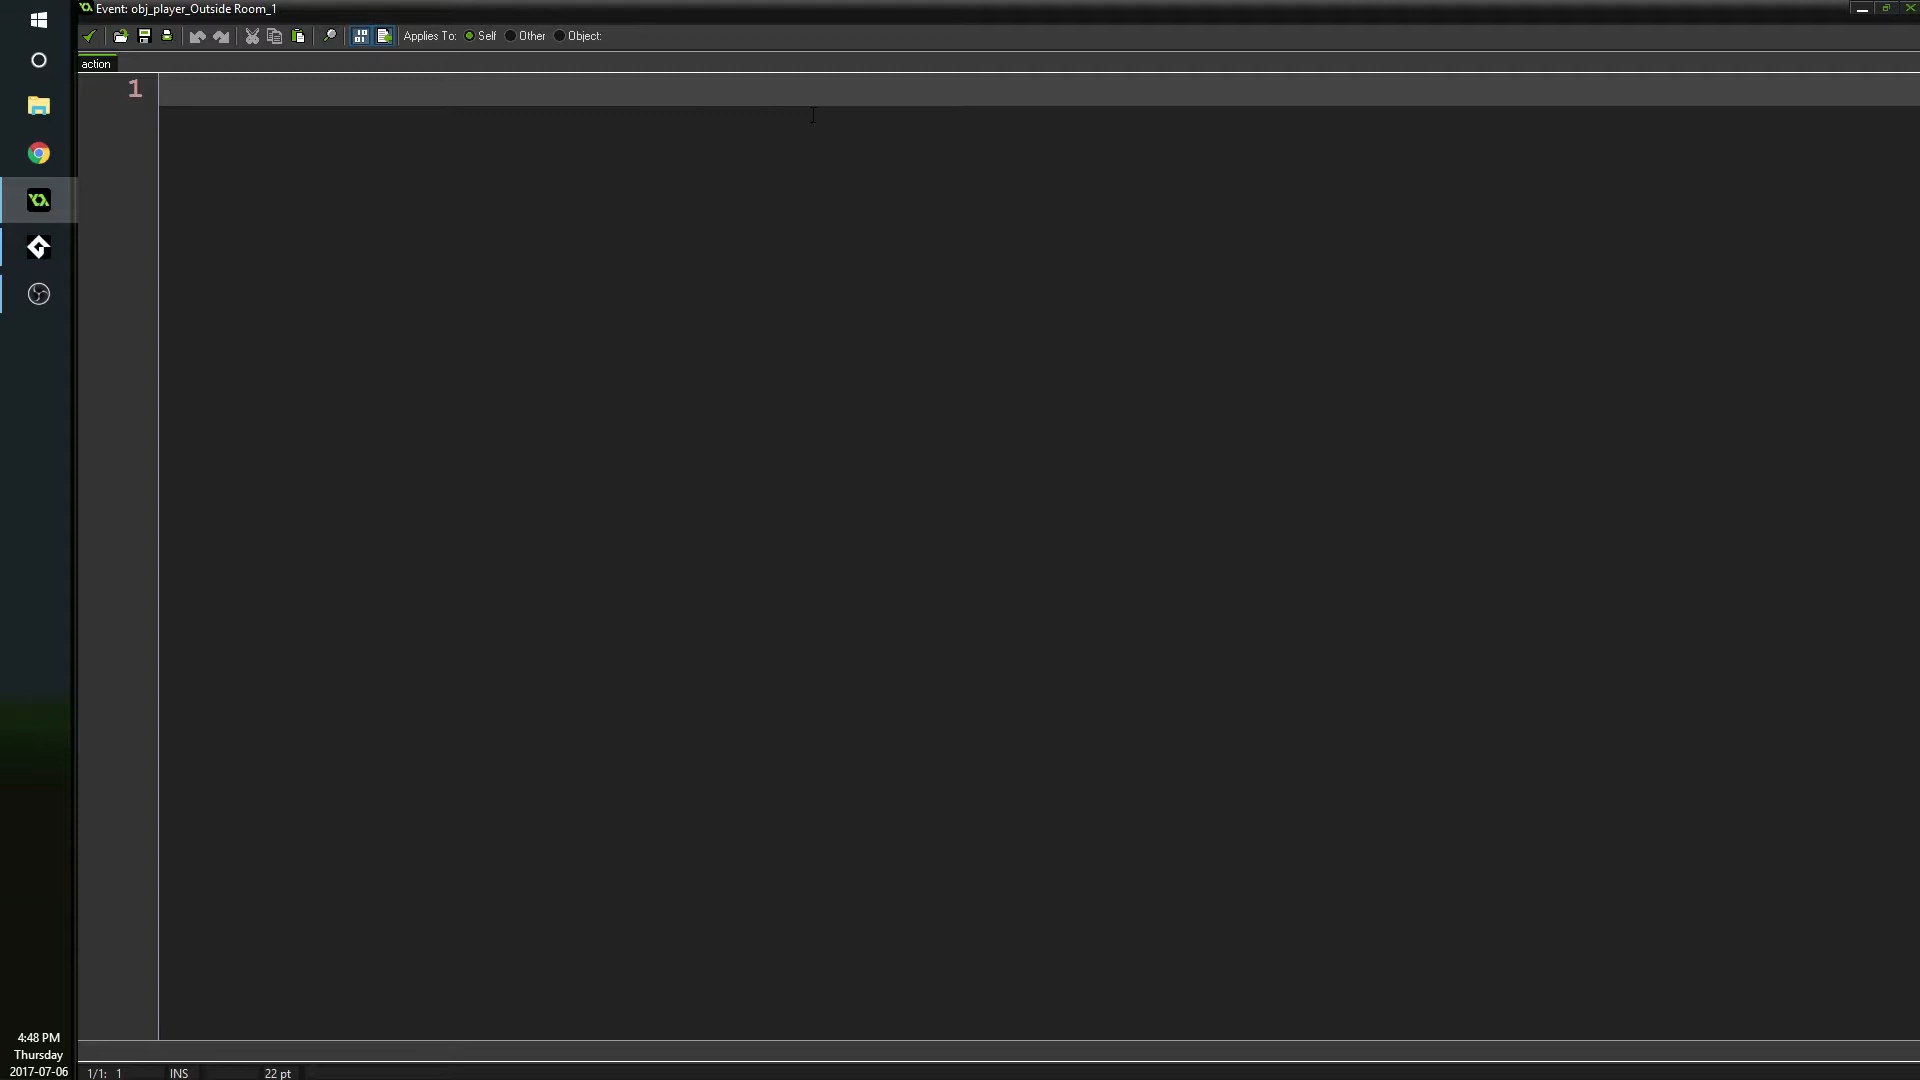 Event: obj_player_Outside Room_1
Applies To: Self Other Object:
action
1
4:48 PM
Thursday
2017-07-06
1/1: 1 INS 22 pt